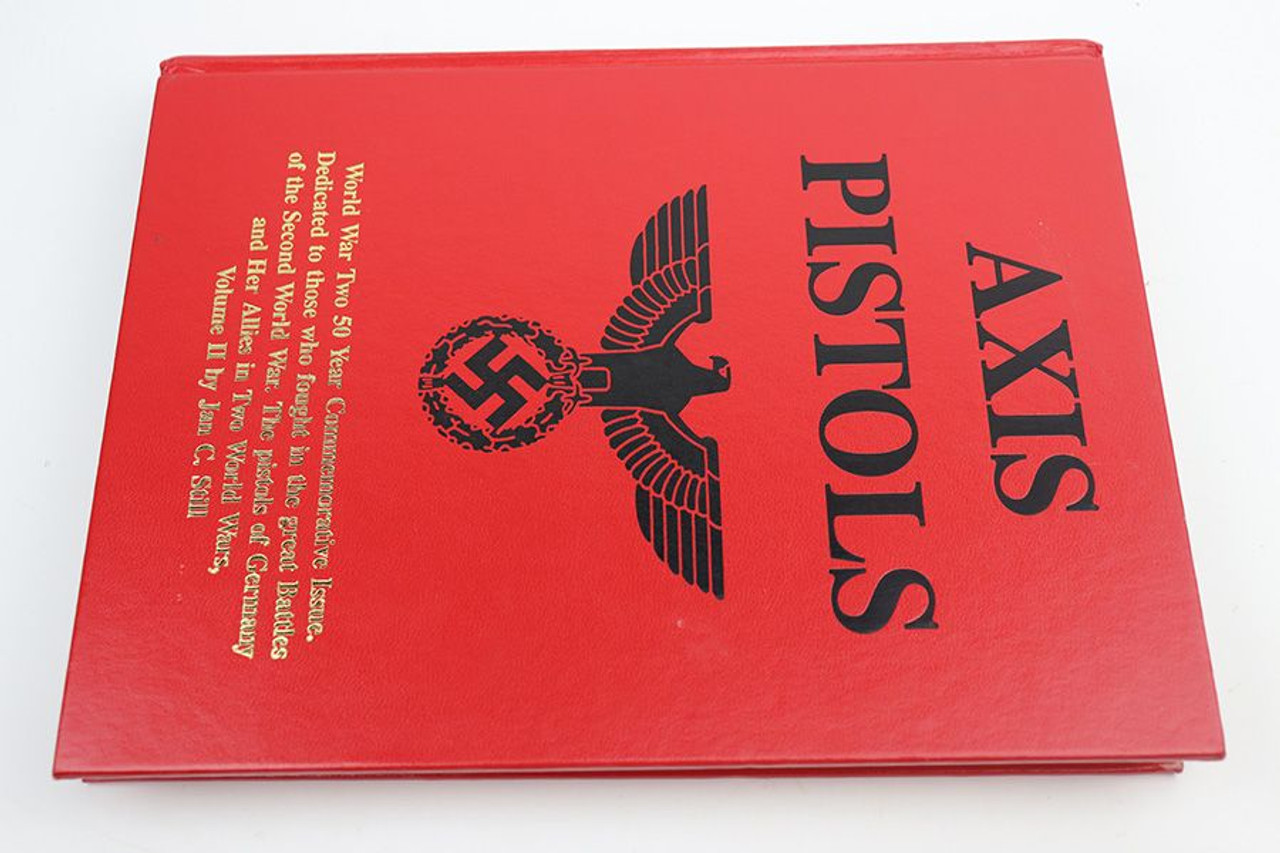 AXIS
PISTOLS
World War Two 50 Year Commemorative Issue.
Dedicated to those who fought in the great Battles
of the Second World War. The pistols of Germany
and Her Allies in Two World Wars,
Volume II by Jan C. Still